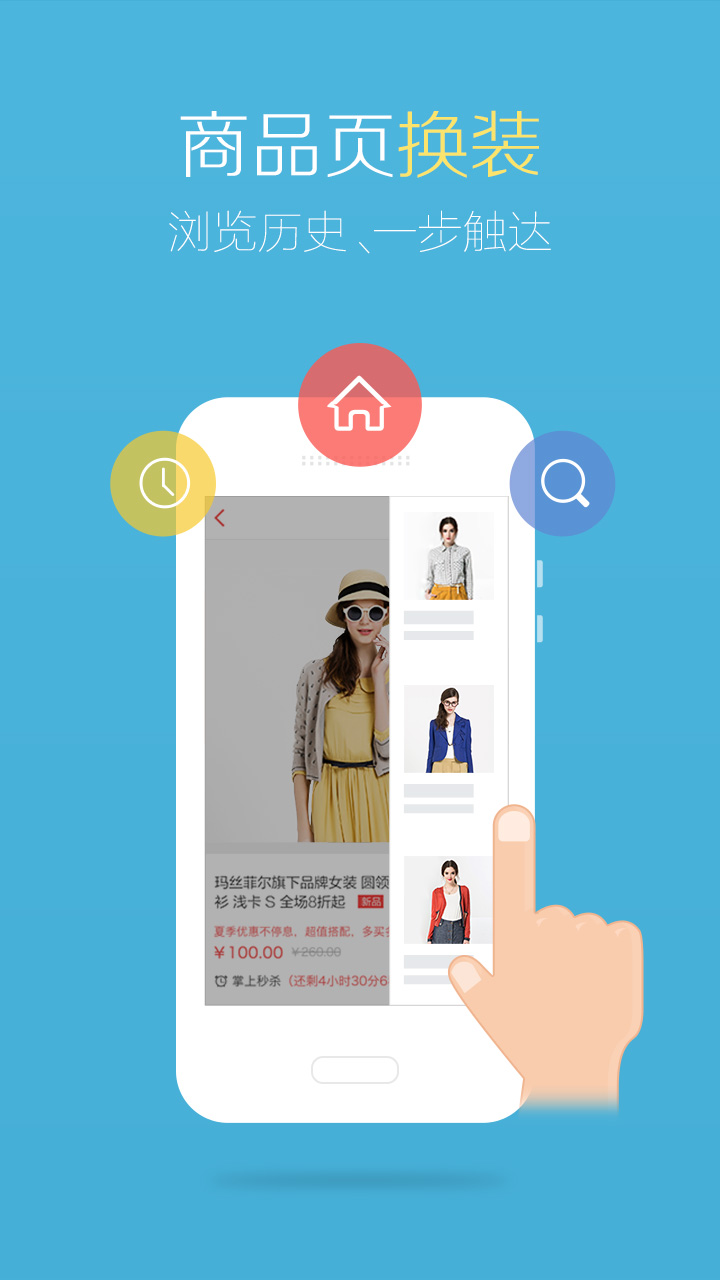 商品页换装
浏览历史、一步触达
玛丝菲尔旗下品牌女装 圆领
衫 浅卡 S 全场8折起 新品
夏季优惠不停息，超值搭配，多买
¥100.00 ¥260.00
掌上秒杀（还剩4小时30分6